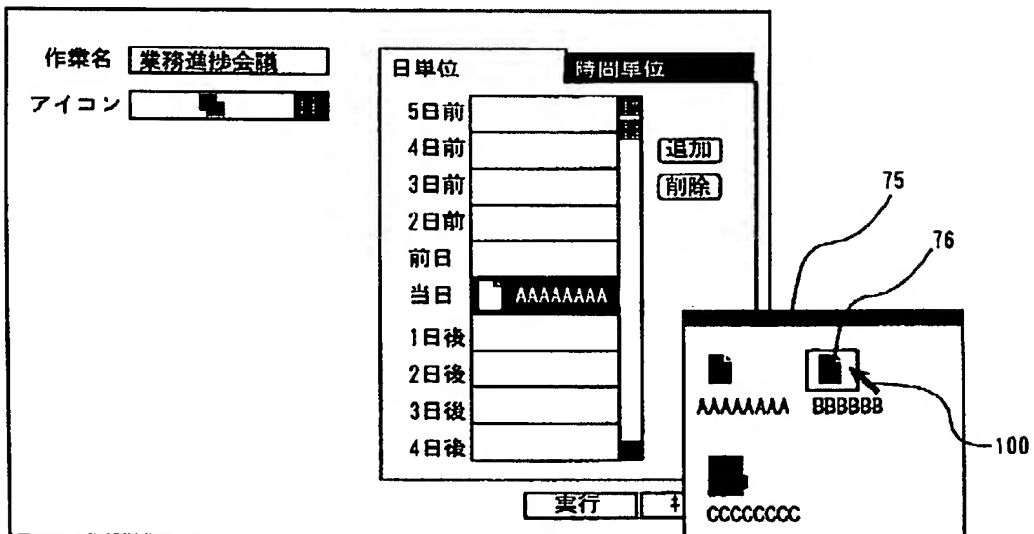 作業名 業務進捗会議
アイコン
日単位 時間単位
5日前
4日前
3日前
2日前
前日
当日 AAAAAAAA
1日後
2日後
3日後
4日後
追加
削除
実行
75
76
AAAAAAAA BBBBBB
100
CCCCCCCC